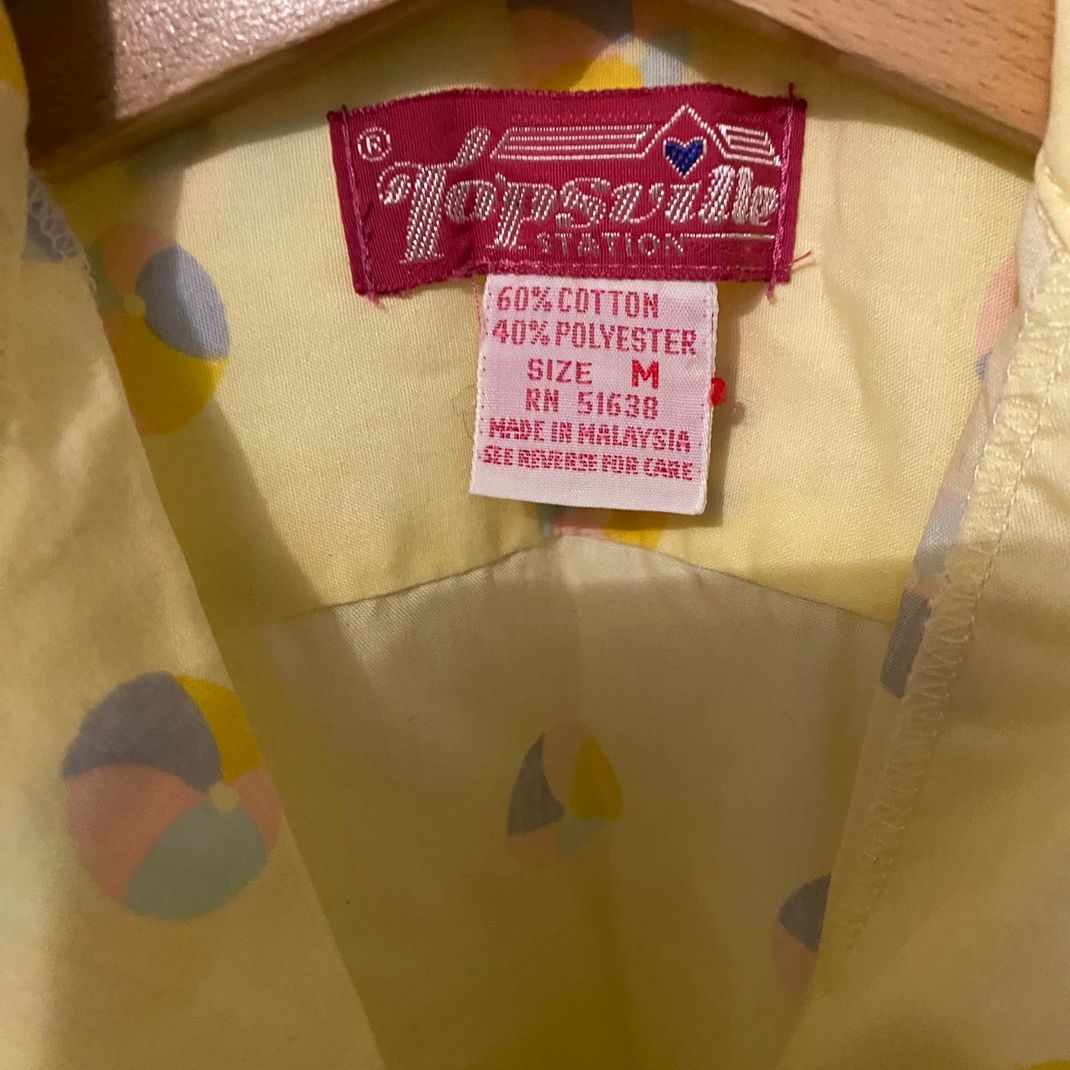 ®
Topsville
STATION
60% COTTON
40% POLYESTER
SIZE M
RN 51638
MADE IN MALAYSIA
SEE REVERSE FOR CARE